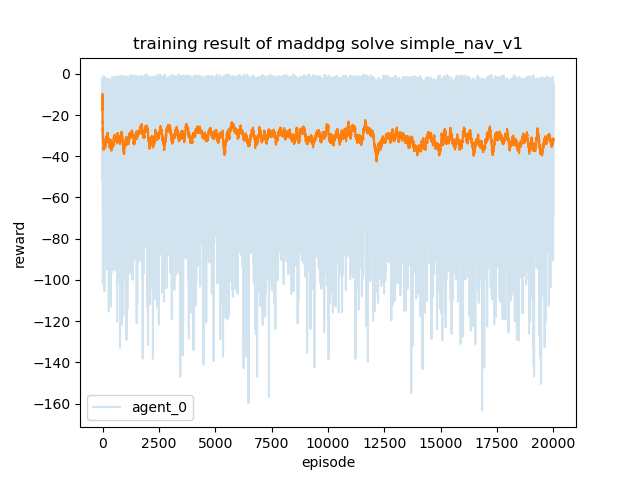 training result of maddpg solve simple_nav_v1
reward
0
−20
−40
−60
−80
−100
−120
−140
−160
agent_0
0 2500 5000 7500 10000 12500 15000 17500 20000
episode